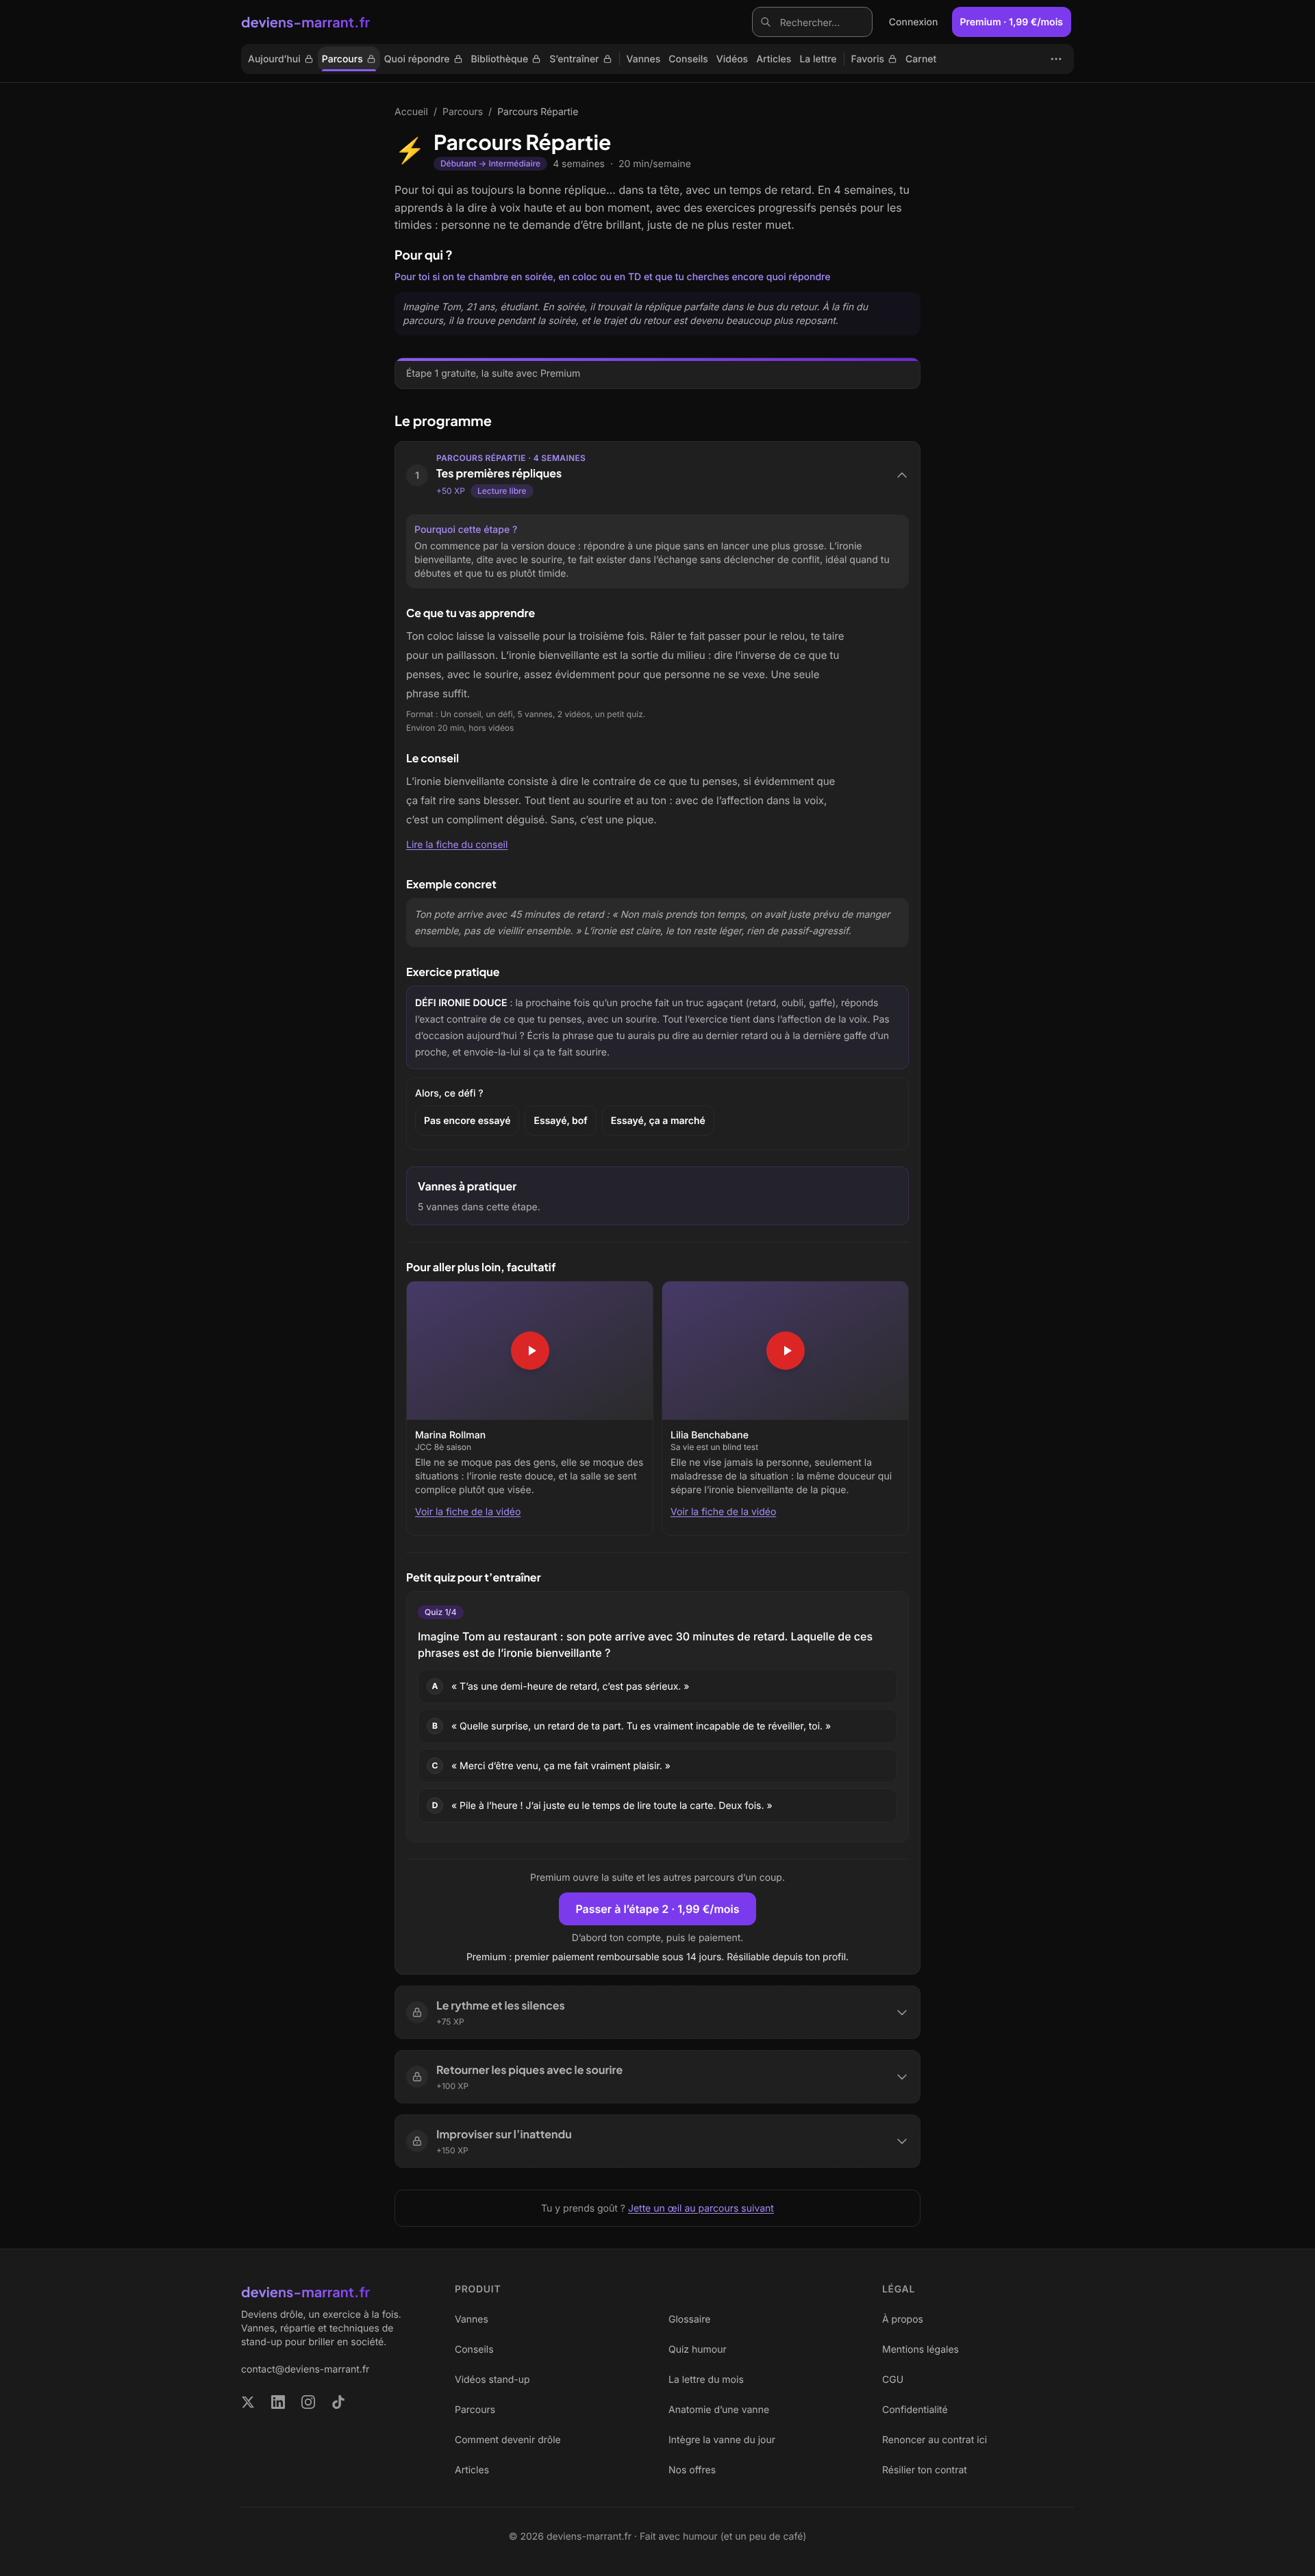 deviens-marrant.fr
Rechercher...
Connexion
Premium · 1,99 €/mois
Aujourd’hui
Parcours
Quoi répondre
Bibliothèque
S’entraîner
Vannes
Conseils
Vidéos
Articles
La lettre
Favoris
Carnet
Accueil / Parcours / Parcours Répartie
Parcours Répartie
Débutant → Intermédiaire
4 semaines · 20 min/semaine
Pour toi qui as toujours la bonne réplique… dans ta tête, avec un temps de retard. En 4 semaines, tu
apprends à la dire à voix haute et au bon moment, avec des exercices progressifs pensés pour les
timides : personne ne te demande d’être brillant, juste de ne plus rester muet.
Pour qui ?
Pour toi si on te chambre en soirée, en coloc ou en TD et que tu cherches encore quoi répondre
Imagine Tom, 21 ans, étudiant. En soirée, il trouvait la réplique parfaite dans le bus du retour. À la fin du
parcours, il la trouve pendant la soirée, et le trajet du retour est devenu beaucoup plus reposant.
Étape 1 gratuite, la suite avec Premium
Le programme
PARCOURS RÉPARTIE · 4 SEMAINES
1
Tes premières répliques
+50 XP
Lecture libre
Pourquoi cette étape ?
On commence par la version douce : répondre à une pique sans en lancer une plus grosse. L’ironie
bienveillante, dite avec le sourire, te fait exister dans l’échange sans déclencher de conflit, idéal quand tu
débutes et que tu es plutôt timide.
Ce que tu vas apprendre
Ton coloc laisse la vaisselle pour la troisième fois. Râler te fait passer pour le relou, te taire
pour un paillasson. L’ironie bienveillante est la sortie du milieu : dire l’inverse de ce que tu
penses, avec le sourire, assez évidemment pour que personne ne se vexe. Une seule
phrase suffit.
Format : Un conseil, un défi, 5 vannes, 2 vidéos, un petit quiz.
Environ 20 min, hors vidéos
Le conseil
L’ironie bienveillante consiste à dire le contraire de ce que tu penses, si évidemment que
ça fait rire sans blesser. Tout tient au sourire et au ton : avec de l’affection dans la voix,
c’est un compliment déguisé. Sans, c’est une pique.
Lire la fiche du conseil
Exemple concret
Ton pote arrive avec 45 minutes de retard : « Non mais prends ton temps, on avait juste prévu de manger
ensemble, pas de vieillir ensemble. » L’ironie est claire, le ton reste léger, rien de passif-agressif.
Exercice pratique
DÉFI IRONIE DOUCE : la prochaine fois qu’un proche fait un truc agaçant (retard, oubli, gaffe), réponds
l’exact contraire de ce que tu penses, avec un sourire. Tout l’exercice tient dans l’affection de la voix. Pas
d’occasion aujourd’hui ? Écris la phrase que tu aurais pu dire au dernier retard ou à la dernière gaffe d’un
proche, et envoie-la-lui si ça te fait sourire.
Alors, ce défi ?
Pas encore essayé
Essayé, bof
Essayé, ça a marché
Vannes à pratiquer
5 vannes dans cette étape.
Pour aller plus loin, facultatif
Marina Rollman
JCC 8è saison
Elle ne se moque pas des gens, elle se moque des
situations : l’ironie reste douce, et la salle se sent
complice plutôt que visée.
Voir la fiche de la vidéo
Lilia Benchabane
Sa vie est un blind test
Elle ne vise jamais la personne, seulement la
maladresse de la situation : la même douceur qui
sépare l’ironie bienveillante de la pique.
Voir la fiche de la vidéo
Petit quiz pour t’entraîner
Quiz 1/4
Imagine Tom au restaurant : son pote arrive avec 30 minutes de retard. Laquelle de ces
phrases est de l’ironie bienveillante ?
A « T’as une demi-heure de retard, c’est pas sérieux. »
B « Quelle surprise, un retard de ta part. Tu es vraiment incapable de te réveiller, toi. »
C « Merci d’être venu, ça me fait vraiment plaisir. »
D « Pile à l’heure ! J’ai juste eu le temps de lire toute la carte. Deux fois. »
Premium ouvre la suite et les autres parcours d’un coup.
Passer à l’étape 2 · 1,99 €/mois
D’abord ton compte, puis le paiement.
Premium : premier paiement remboursable sous 14 jours. Résiliable depuis ton profil.
Le rythme et les silences
+75 XP
Retourner les piques avec le sourire
+100 XP
Improviser sur l’inattendu
+150 XP
Tu y prends goût ? Jette un œil au parcours suivant
deviens-marrant.fr
Deviens drôle, un exercice à la fois.
Vannes, répartie et techniques de
stand-up pour briller en société.
contact@deviens-marrant.fr
PRODUIT
Vannes
Conseils
Vidéos stand-up
Parcours
Comment devenir drôle
Articles
Glossaire
Quiz humour
La lettre du mois
Anatomie d’une vanne
Intègre la vanne du jour
Nos offres
LÉGAL
À propos
Mentions légales
CGU
Confidentialité
Renoncer au contrat ici
Résilier ton contrat
© 2026 deviens-marrant.fr · Fait avec humour (et un peu de café)